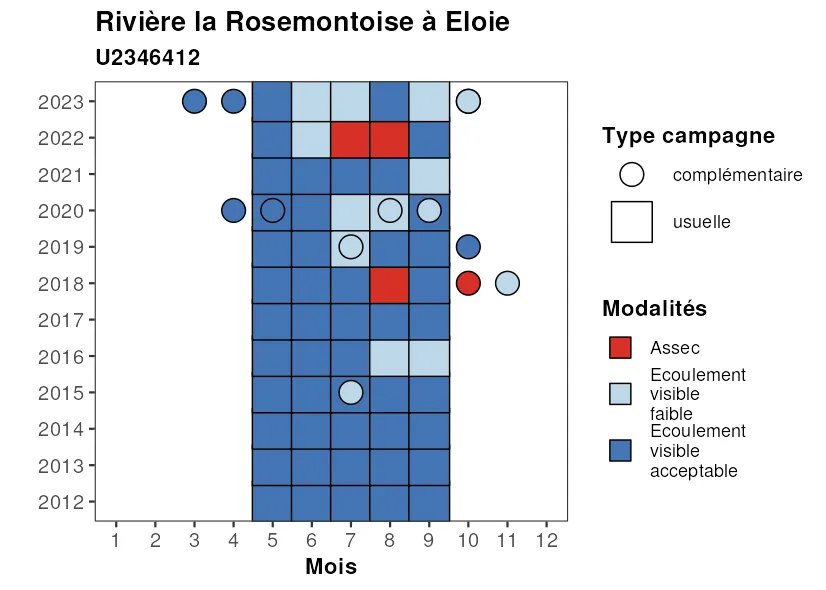 Rivière la Rosemontoise à Eloie
U2346412
2023
2022
2021
2020
2019
2018
2017
2016
2015
2014
2013
2012
1 2 3 4 5 6 7 8 9 10 11 12
Mois
Type campagne
complémentaire
usuelle
Modalités
Assec
Ecoulement
visible
faible
Ecoulement
visible
acceptable